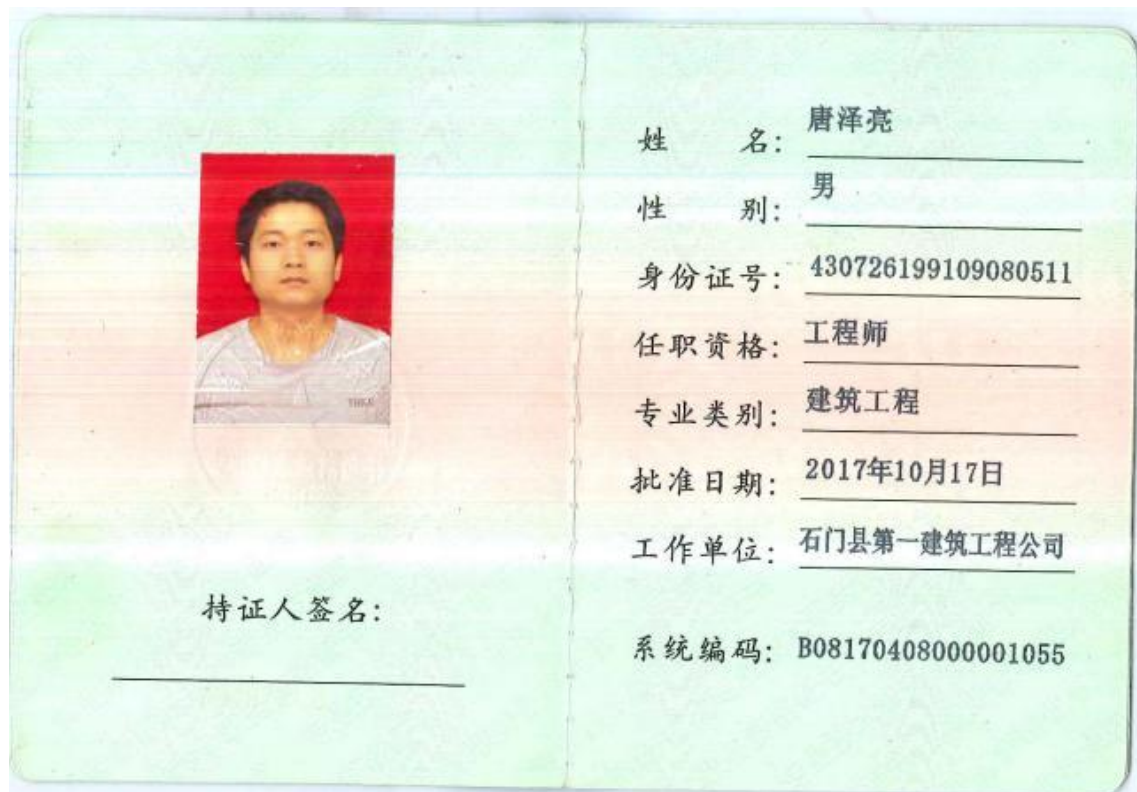 姓名: 唐泽亮
性别: 男
身份证号: 430726199109080511
任职资格: 工程师
专业类别: 建筑工程
批准日期: 2017年10月17日
工作单位: 石门县第一建筑工程公司
系统编码: B08170408000001055
持证人签名: